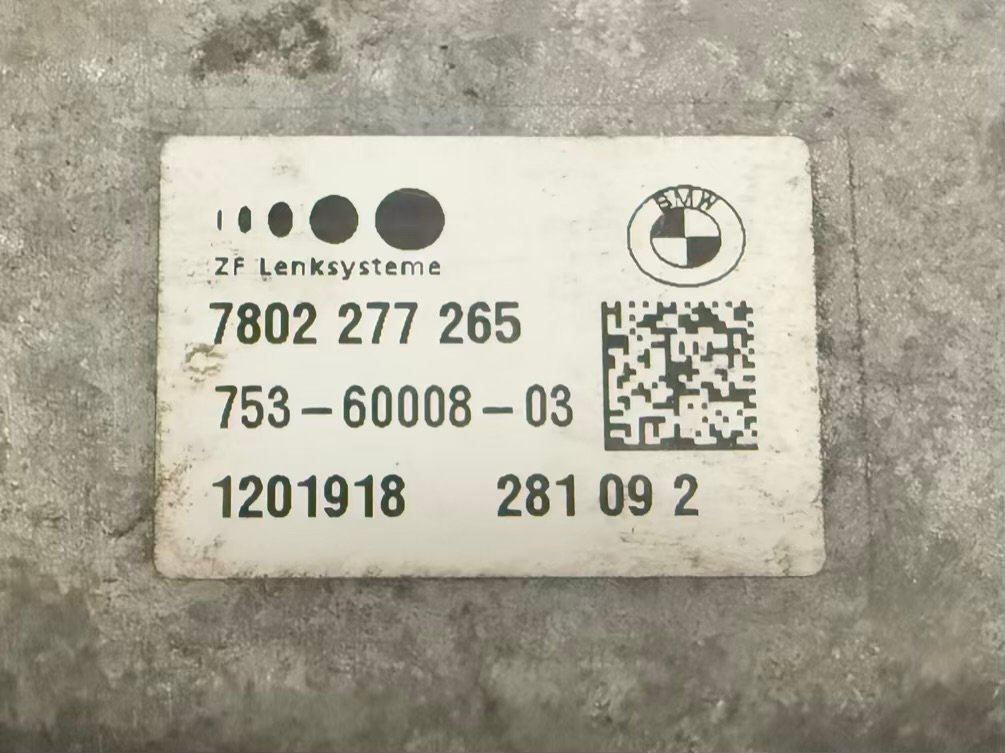 ZF Lenksysteme
BMW
7802 277 265
753-60008-03
1201918 281 09 2